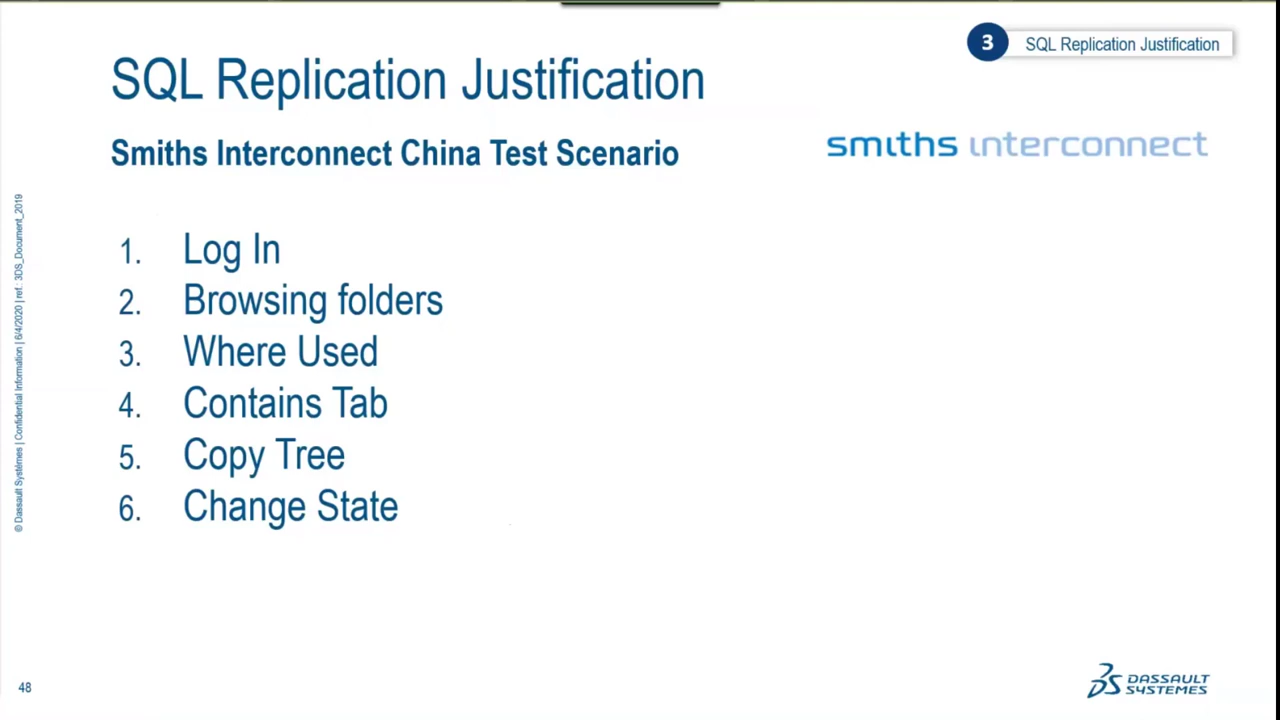 3 SQL Replication Justification
SQL Replication Justification
Smiths Interconnect China Test Scenario
smiths interconnect
1. Log In
2. Browsing folders
3. Where Used
4. Contains Tab
5. Copy Tree
6. Change State
© Dassault Systèmes | Confidential Information | 6/4/2020 | ref.: 3DS_Document_2019
48
DASSAULT
SYSTEMES